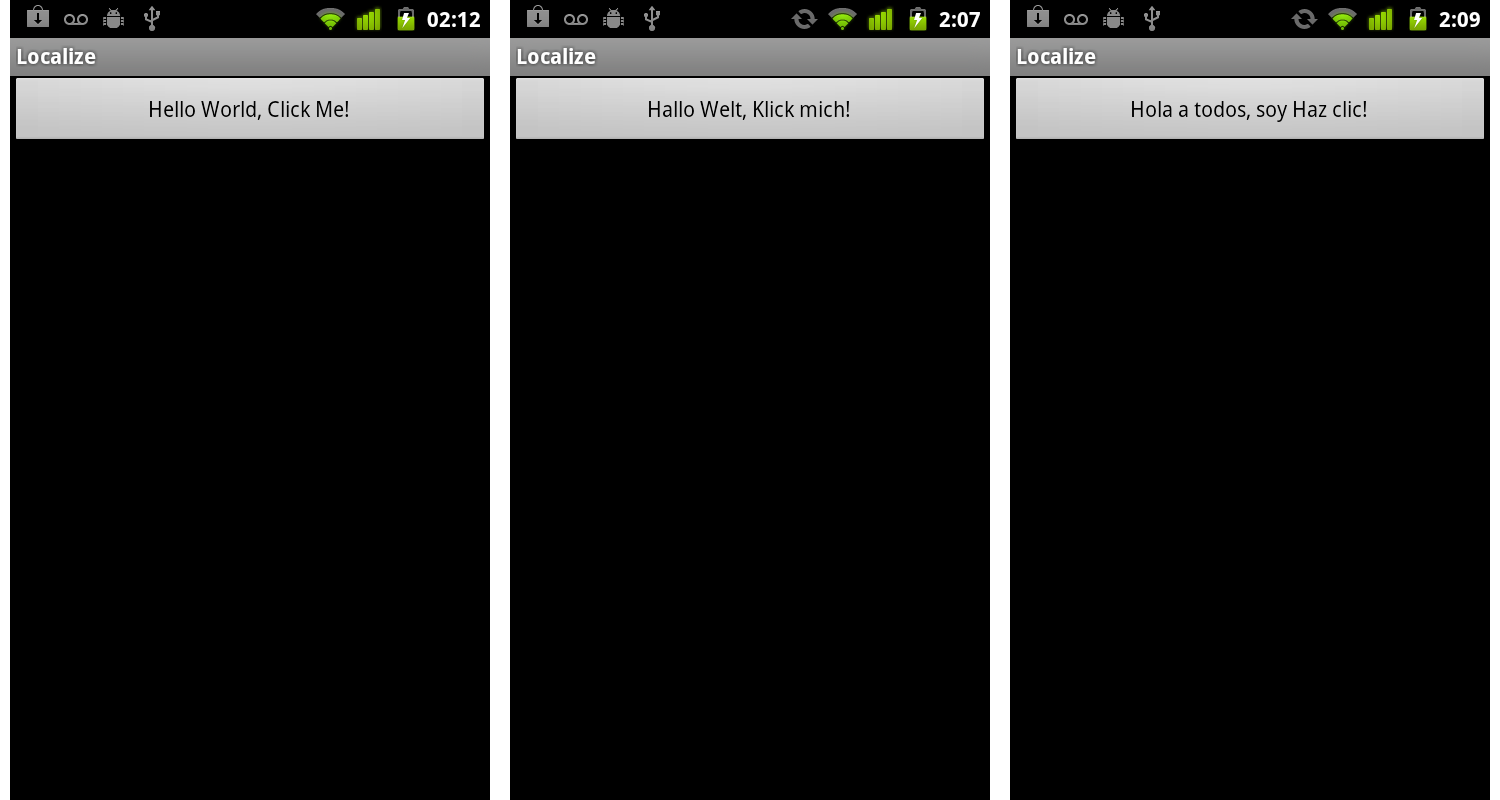 02:12
Localize
Hello World, Click Me!
2:07
Localize
Hallo Welt, Klick mich!
2:09
Localize
Hola a todos, soy Haz clic!